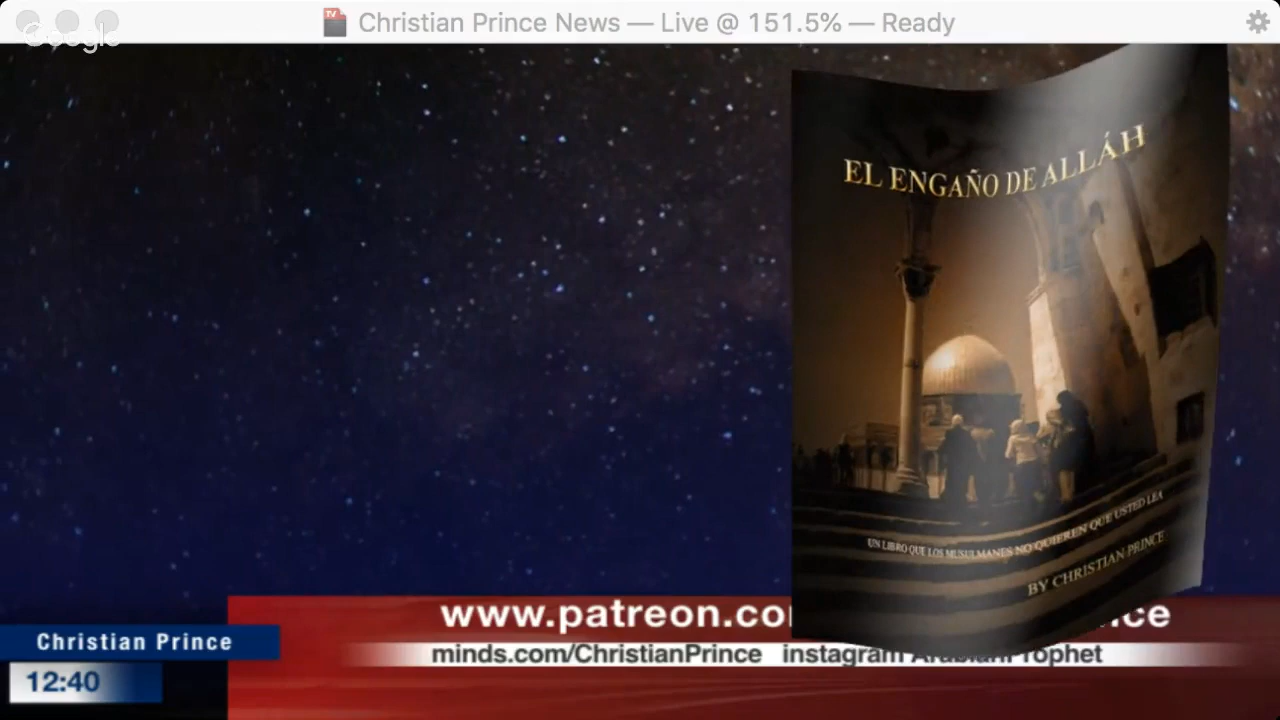 Christian Prince News — Live @ 151.5% — Ready
Google
EL ENGAÑO DE ALLÁH
UN LIBRO QUE LOS MUSULMANES NO QUIEREN QUE USTED LEA
BY CHRISTIAN PRINCE
www.patreon.co
Christian Prince
minds.com/ChristianPrince instagram
12:40